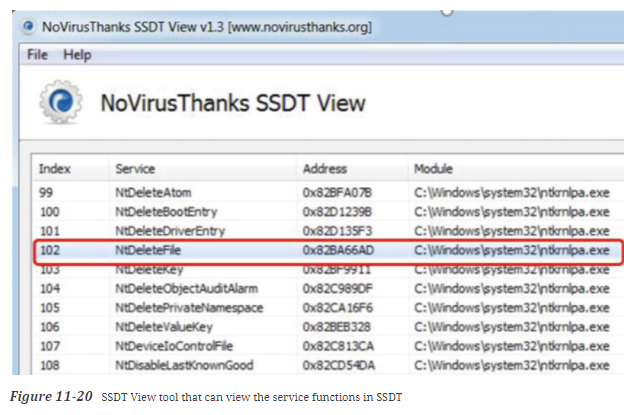 NoVirusThanks SSDT View v1.3 [www.novirusthanks.org]
File Help
NoVirusThanks SSDT View
Index Service Address Module
99 NtDeleteAtom 0x82BFA07B C:\Windows\system32\ntkrnlpa.exe
100 NtDeleteBootEntry 0x82D1239B C:\Windows\system32\ntkrnlpa.exe
101 NtDeleteDriverEntry 0x82D135F3 C:\Windows\system32\ntkrnlpa.exe
102 NtDeleteFile 0x82BA66AD C:\Windows\system32\ntkrnlpa.exe
103 NtDeleteKey 0x82BF9911 C:\Windows\system32\ntkrnlpa.exe
104 NtDeleteObjectAuditAlarm 0x82C989DF C:\Windows\system32\ntkrnlpa.exe
105 NtDeletePrivateNamespace 0x82CA16F6 C:\Windows\system32\ntkrnlpa.exe
106 NtDeleteValueKey 0x82BEB328 C:\Windows\system32\ntkrnlpa.exe
107 NtDeviceIoControlFile 0x82C813CA C:\Windows\system32\ntkrnlpa.exe
108 NtDisableLastKnownGood 0x82CD54DA C:\Windows\system32\ntkrnlpa.exe
Figure 11-20 SSDT View tool that can view the service functions in SSDT